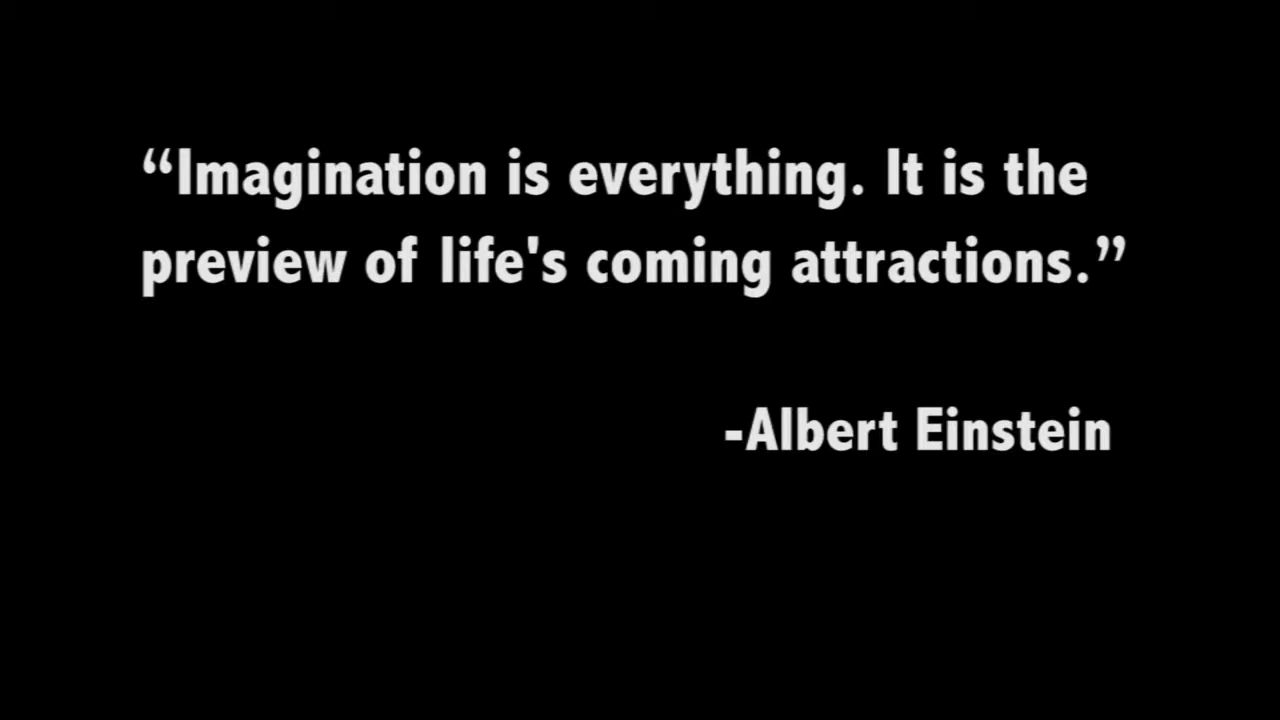 “Imagination is everything. It is the
preview of life's coming attractions.”
-Albert Einstein